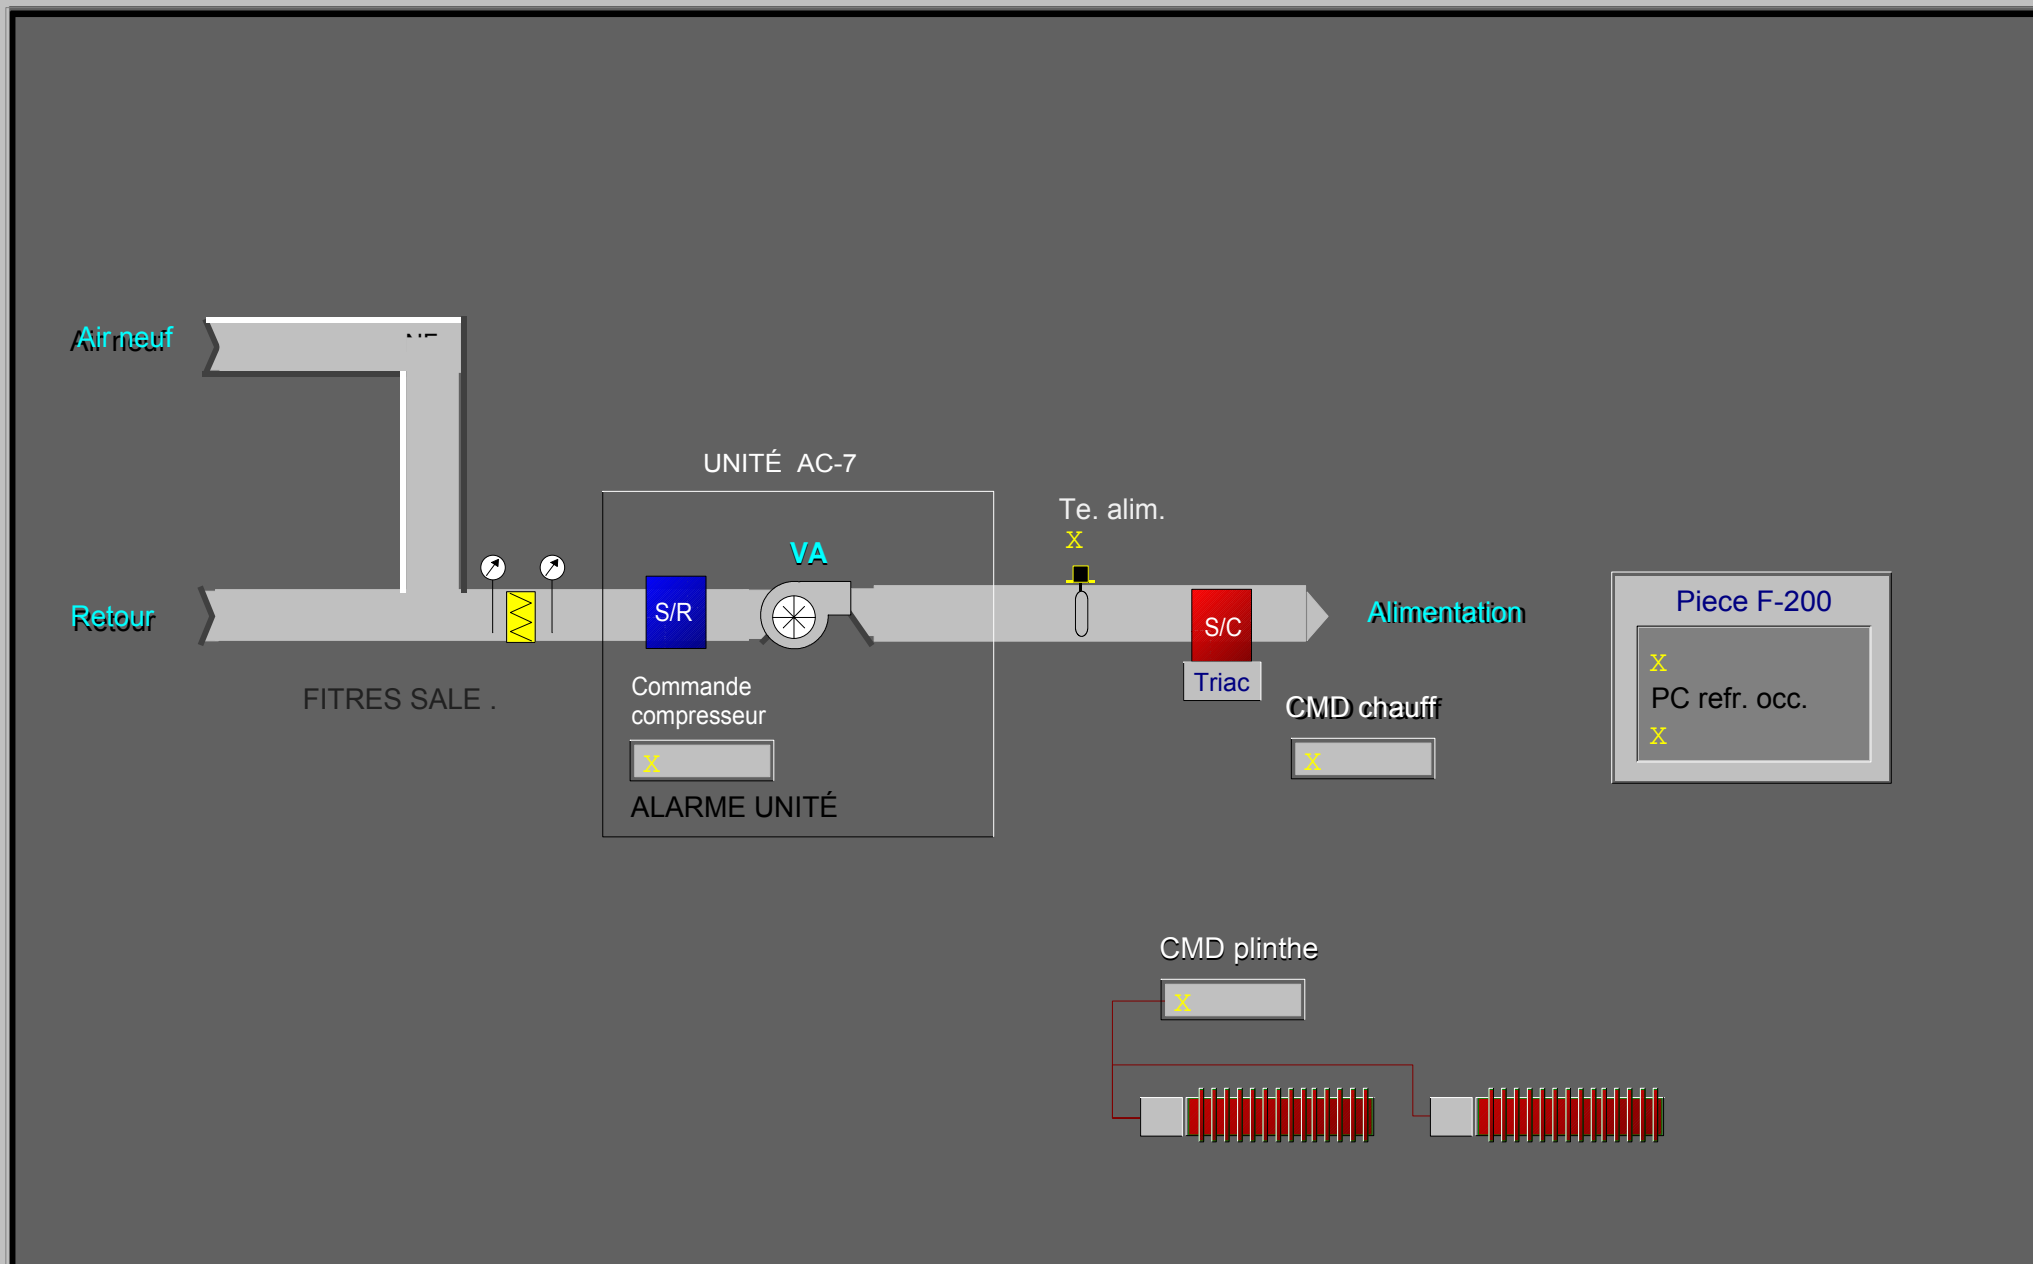 Air neuf
UNITÉ AC-7
Te. alim.
X
VA
Retour
S/R
S/C
Alimentation
Piece F-200
X
PC refr. occ.
X
Triac
FITRES SALE .
Commande
compresseur
X
ALARME UNITÉ
CMD chauff
X
CMD plinthe
X